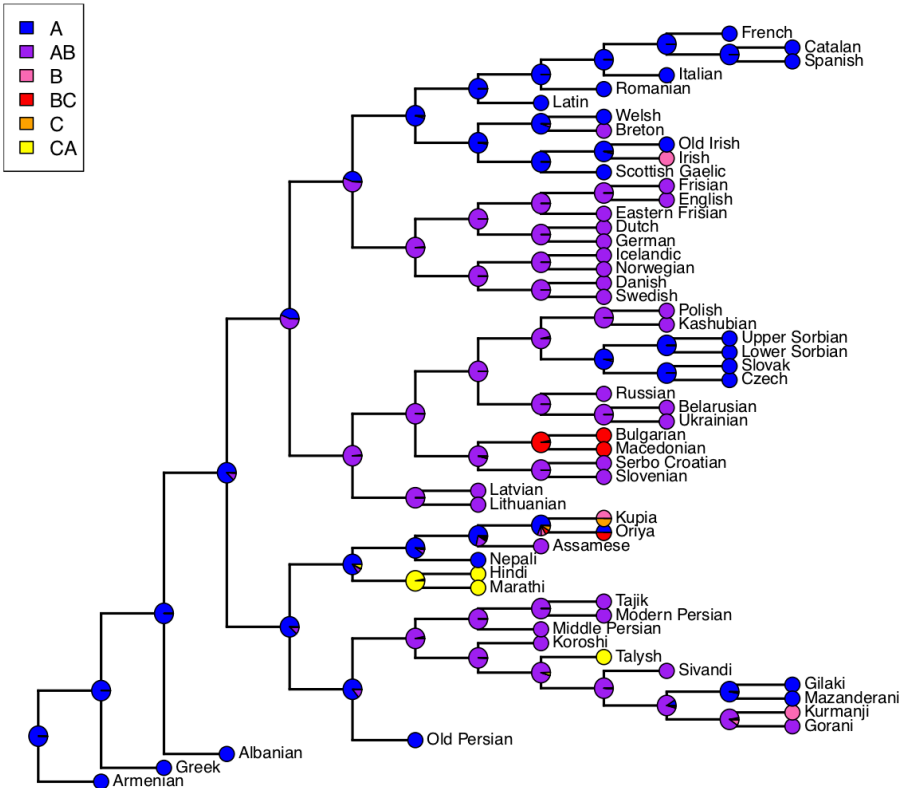 A
AB
B
BC
C
CA
French
Catalan
Spanish
Italian
Romanian
Latin
Welsh
Breton
Old Irish
Irish
Scottish Gaelic
Frisian
English
Eastern Frisian
Dutch
German
Icelandic
Norwegian
Danish
Swedish
Polish
Kashubian
Upper Sorbian
Lower Sorbian
Slovak
Czech
Russian
Belarusian
Ukrainian
Bulgarian
Macedonian
Serbo Croatian
Slovenian
Latvian
Lithuanian
Kupia
Oriya
Assamese
Nepali
Hindi
Marathi
Tajik
Modern Persian
Middle Persian
Koroshi
Talysh
Sivandi
Gilaki
Mazanderani
Kurmanji
Gorani
Old Persian
Albanian
Greek
Armenian